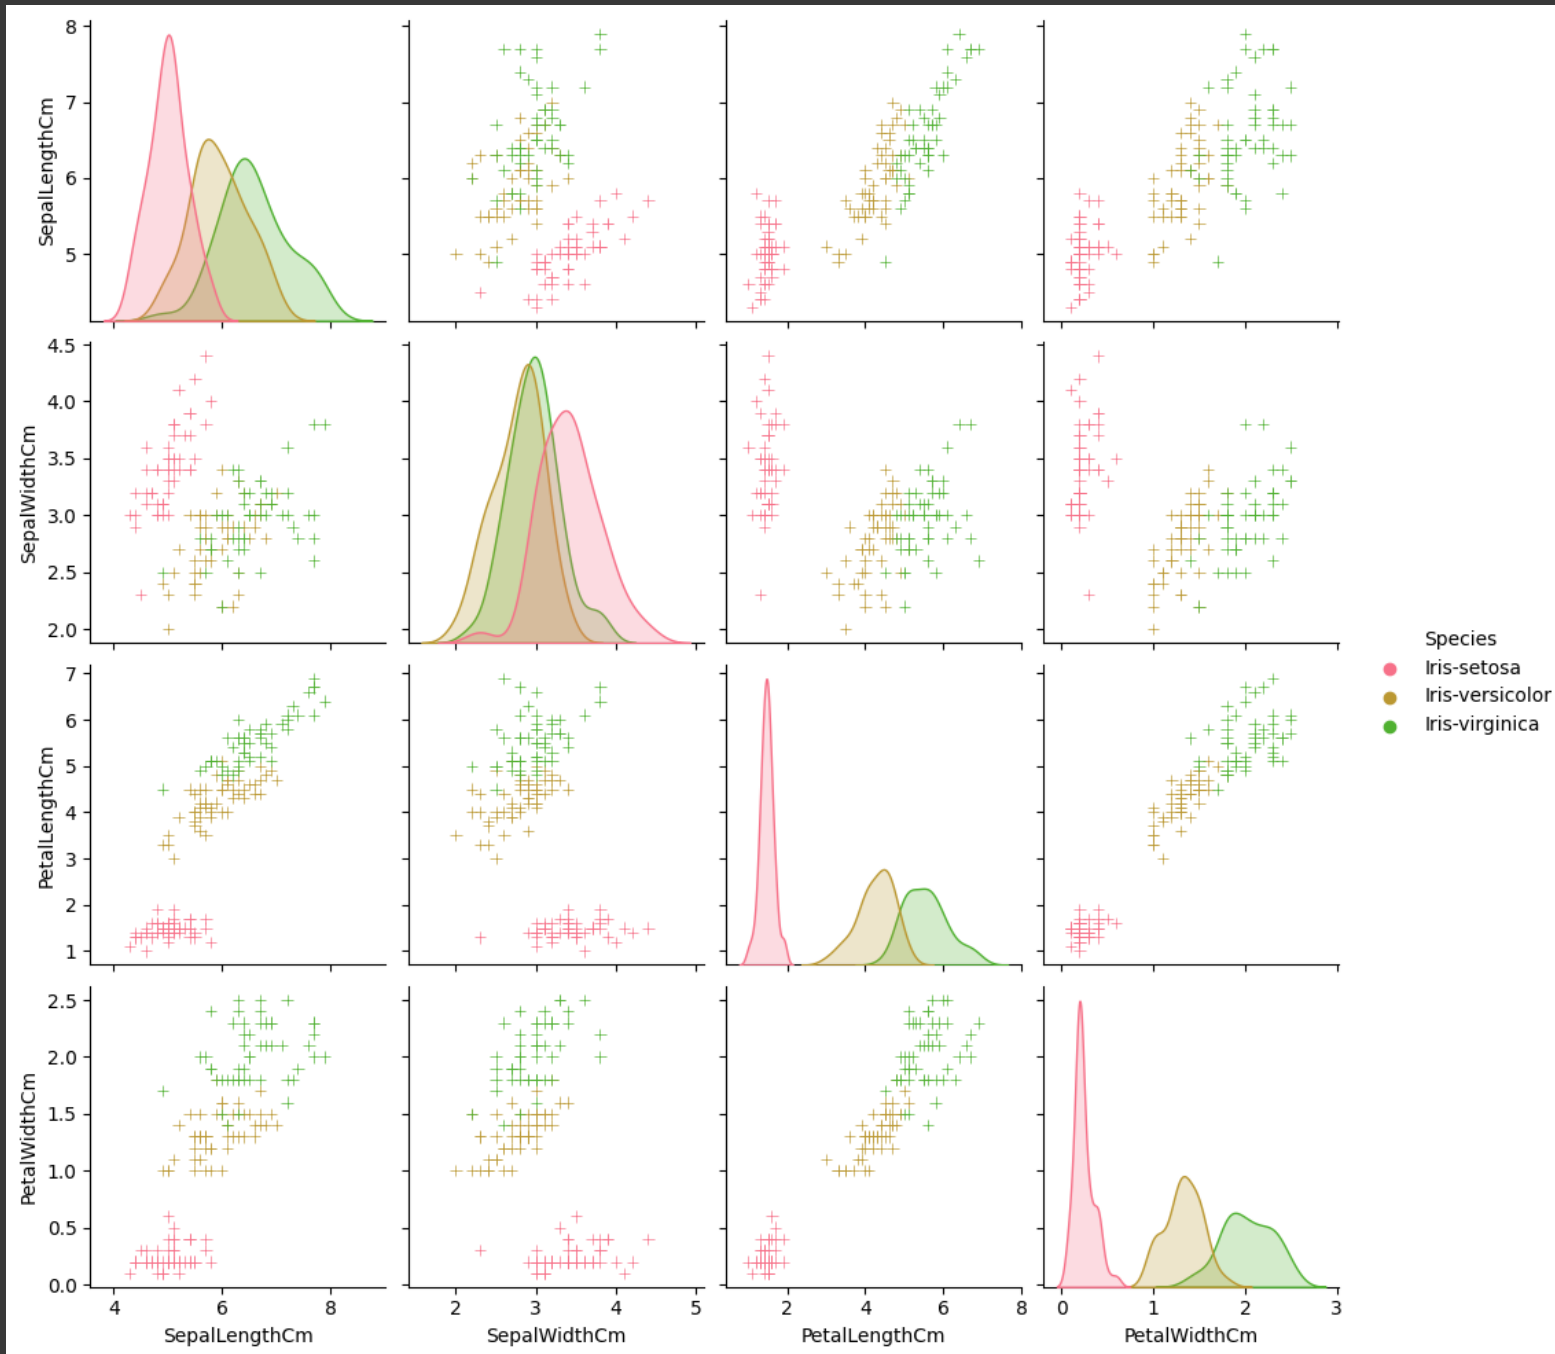 8
7
6
5
SepalLengthCm
4.5
4.0
3.5
3.0
2.5
2.0
SepalWidthCm
Species
Iris-setosa
Iris-versicolor
Iris-virginica
7
6
5
4
3
2
1
PetalLengthCm
2.5
2.0
1.5
1.0
0.5
0.0
PetalWidthCm
4 6 8
2 3 4 5
2 4 6 8
0 1 2 3
SepalLengthCm
SepalWidthCm
PetalLengthCm
PetalWidthCm